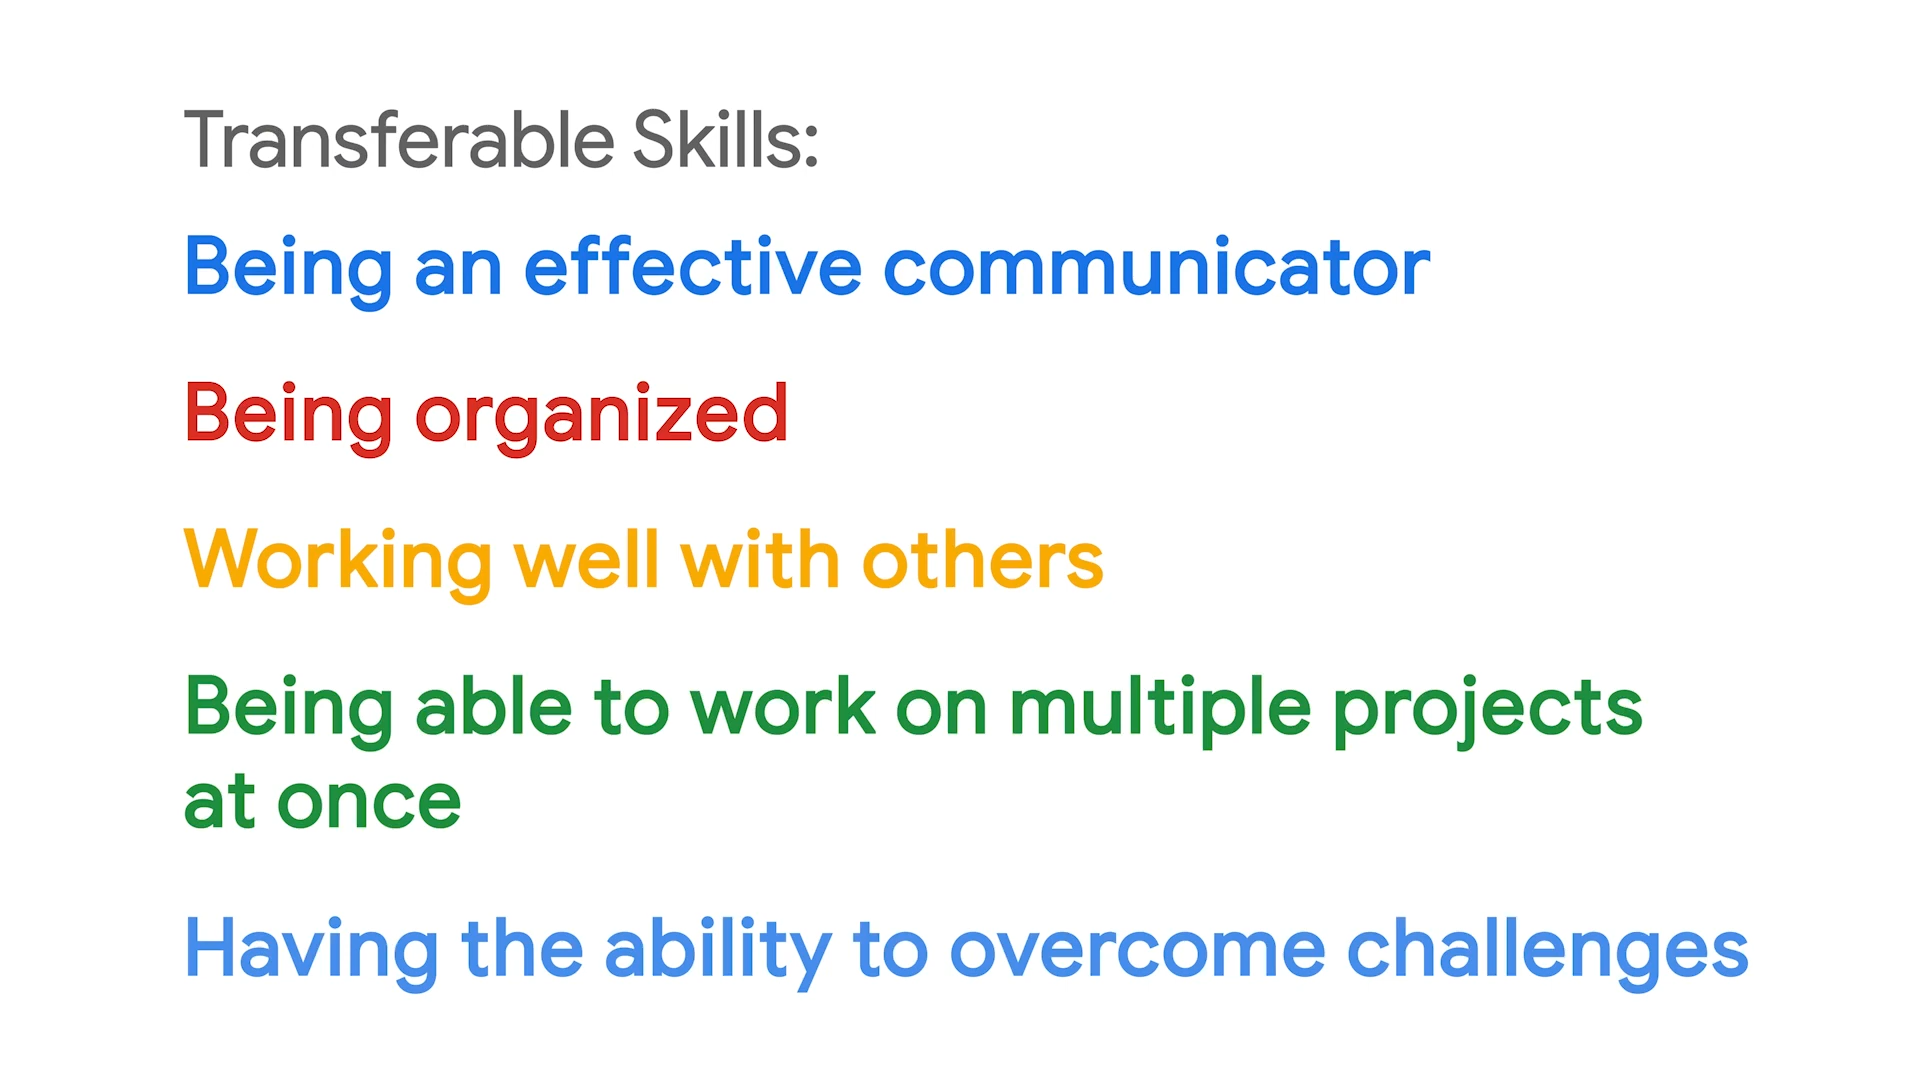 Transferable Skills:
Being an effective communicator
Being organized
Working well with others
Being able to work on multiple projects
at once
Having the ability to overcome challenges